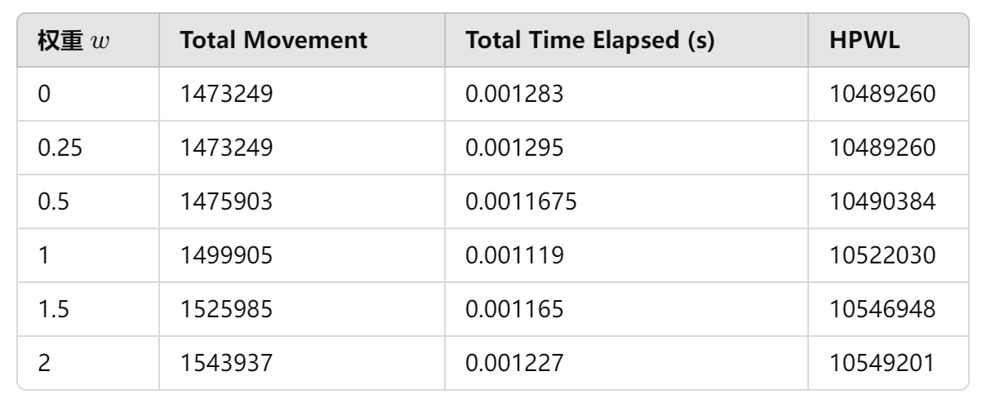 权重 w Total Movement Total Time Elapsed (s) HPWL
0 1473249 0.001283 10489260
0.25 1473249 0.001295 10489260
0.5 1475903 0.0011675 10490384
1 1499905 0.001119 10522030
1.5 1525985 0.001165 10546948
2 1543937 0.001227 10549201